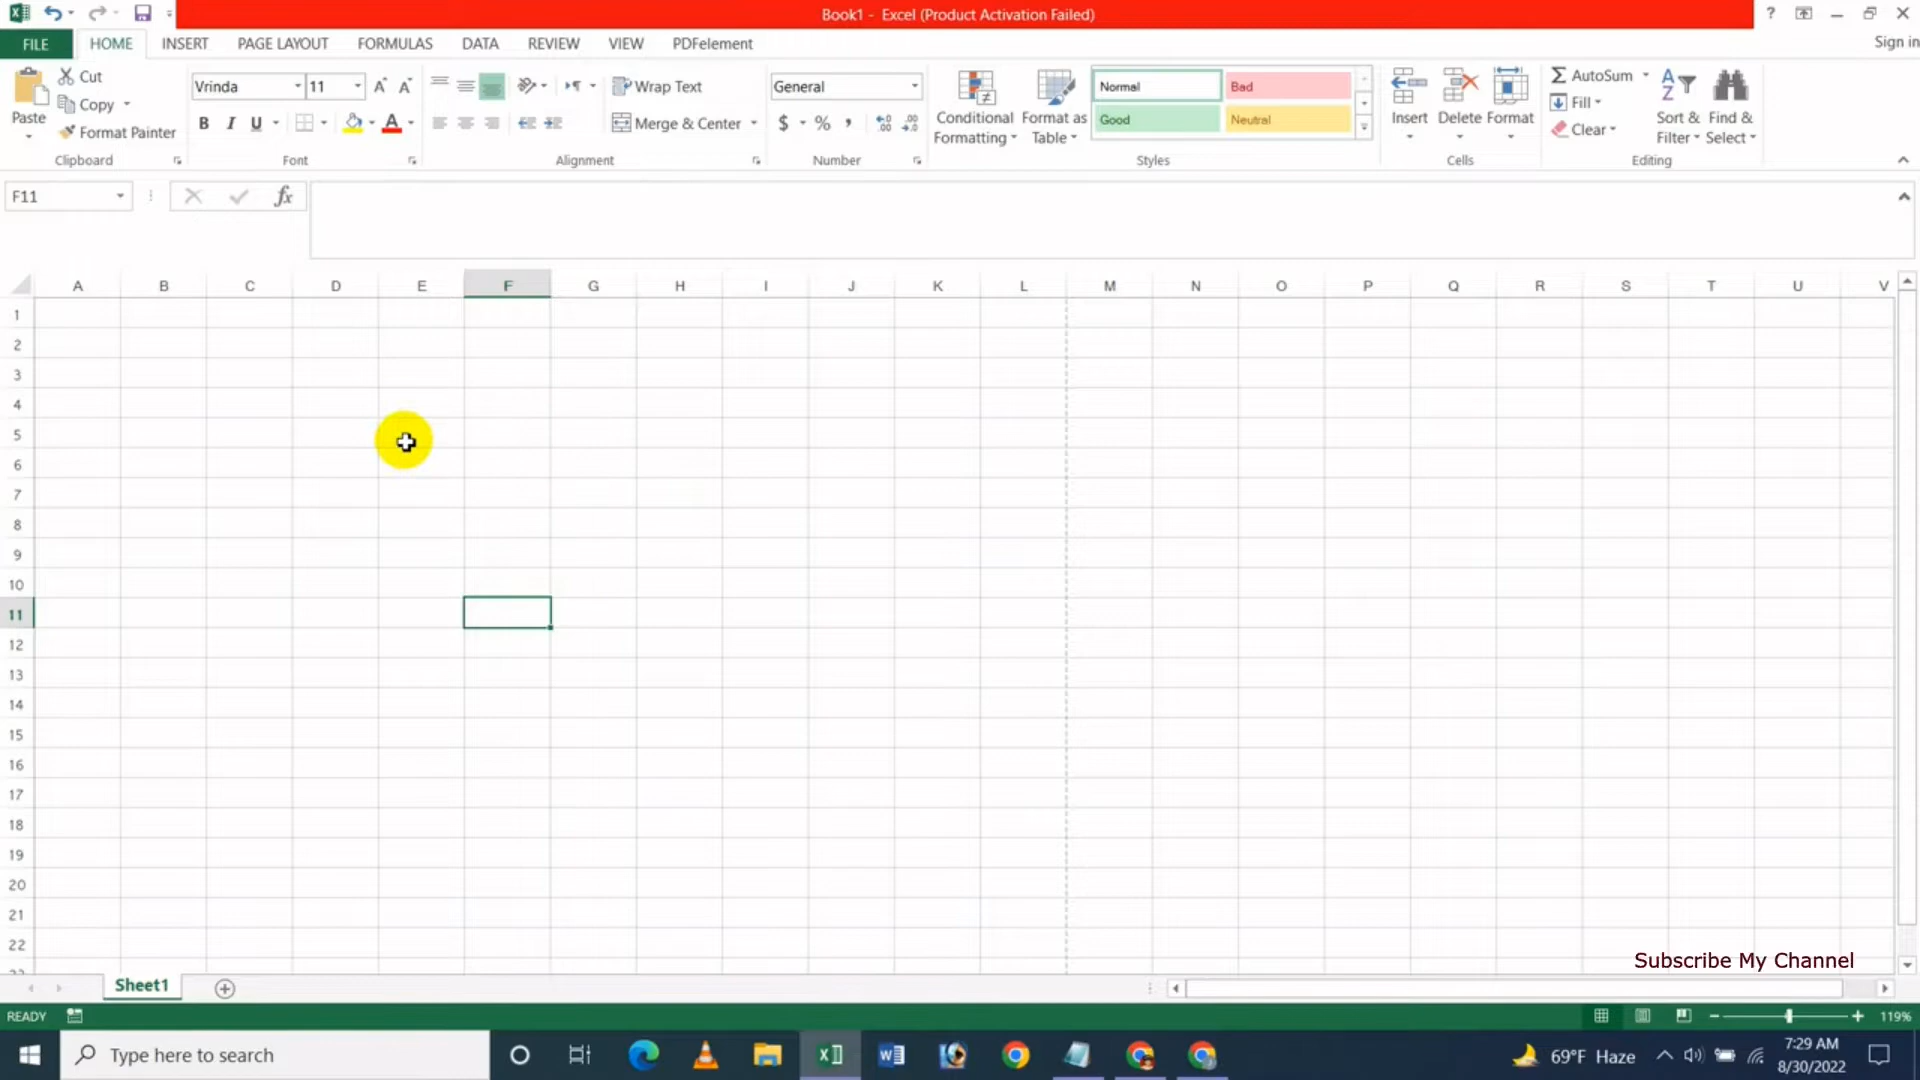 Book1 - Excel (Product Activation Failed)
?
FILE HOME INSERT PAGE LAYOUT FORMULAS DATA REVIEW VIEW PDFelement Sign in
Paste
Cut
Copy
Format Painter
Clipboard
Vrinda 11
B I U
Font
Wrap Text
Merge & Center
Alignment
General
$ % ,
Number
Conditional Formatting
Format as Table
Normal Bad
Good Neutral
Styles
Insert Delete Format
Cells
AutoSum
Fill
Clear
Sort & Filter
Find & Select
Editing
F11 fx
A B C D E F G H I J K L M N O P Q R S T U V
1
2
3
4
5
6
7
8
9
10
11
12
13
14
15
16
17
18
19
20
21
22
Subscribe My Channel
Sheet1
READY 119%
Type here to search
69°F Haze
7:29 AM
8/30/2022